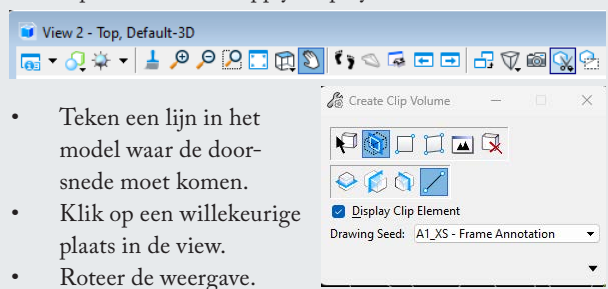 View 2 - Top, Default-3D
• Teken een lijn in het
model waar de door-
snede moet komen.
• Klik op een willekeurige
plaats in de view.
• Roteer de weergave.
Create Clip Volume
Display Clip Element
Drawing Seed: A1_XS - Frame Annotation